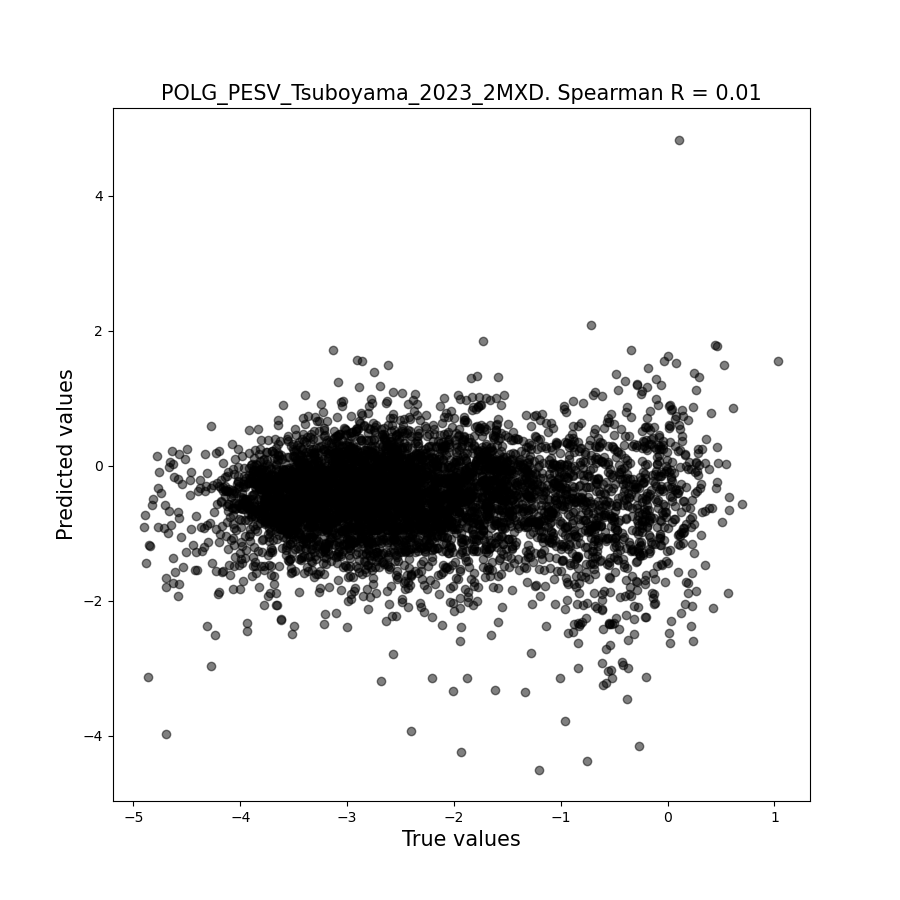 POLG_PESV_Tsuboyama_2023_2MXD. Spearman R = 0.01
4
2
0
−2
−4
Predicted values
−5 −4 −3 −2 −1 0 1
True values